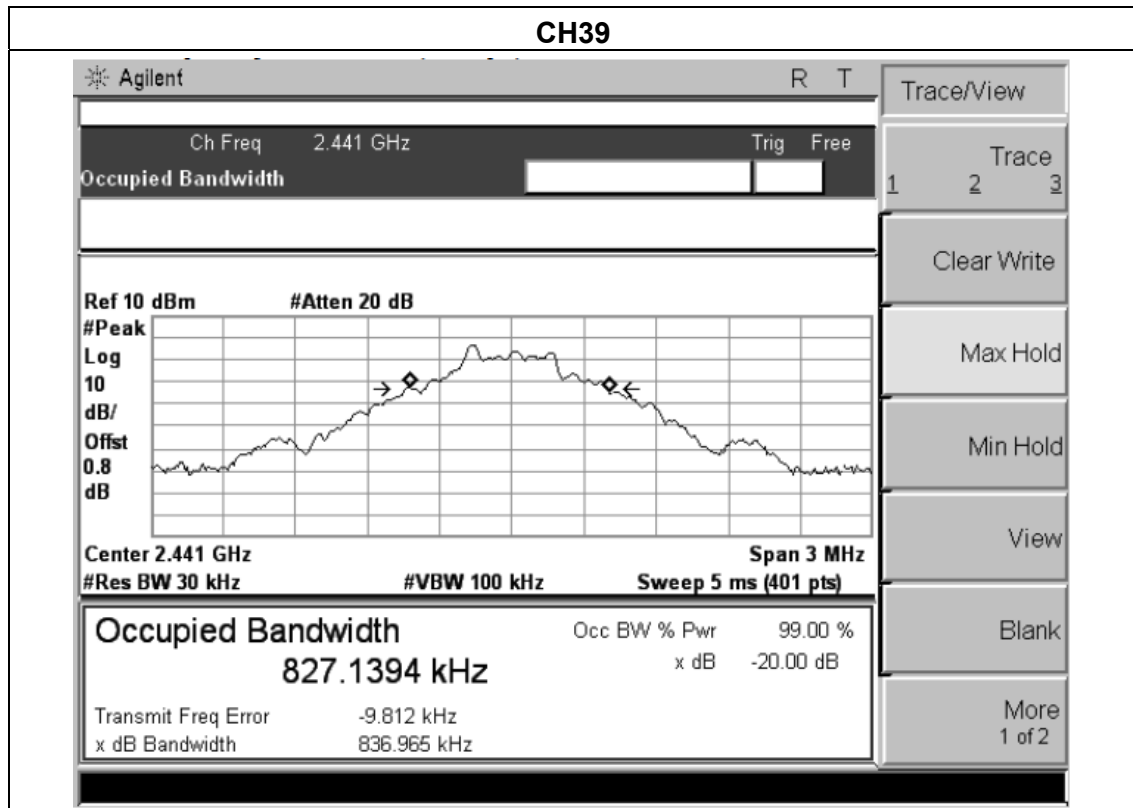 CH39
Agilent
R T
Ch Freq 2.441 GHz Trig Free
Occupied Bandwidth
Ref 10 dBm #Atten 20 dB
#Peak
Log
10
dB/
Offst
0.8
dB
Center 2.441 GHz Span 3 MHz
#Res BW 30 kHz #VBW 100 kHz Sweep 5 ms (401 pts)
Occupied Bandwidth
827.1394 kHz
Occ BW % Pwr 99.00 %
x dB -20.00 dB
Transmit Freq Error -9.812 kHz
x dB Bandwidth 836.965 kHz
Trace/View
Trace
1 2 3
Clear Write
Max Hold
Min Hold
View
Blank
More
1 of 2